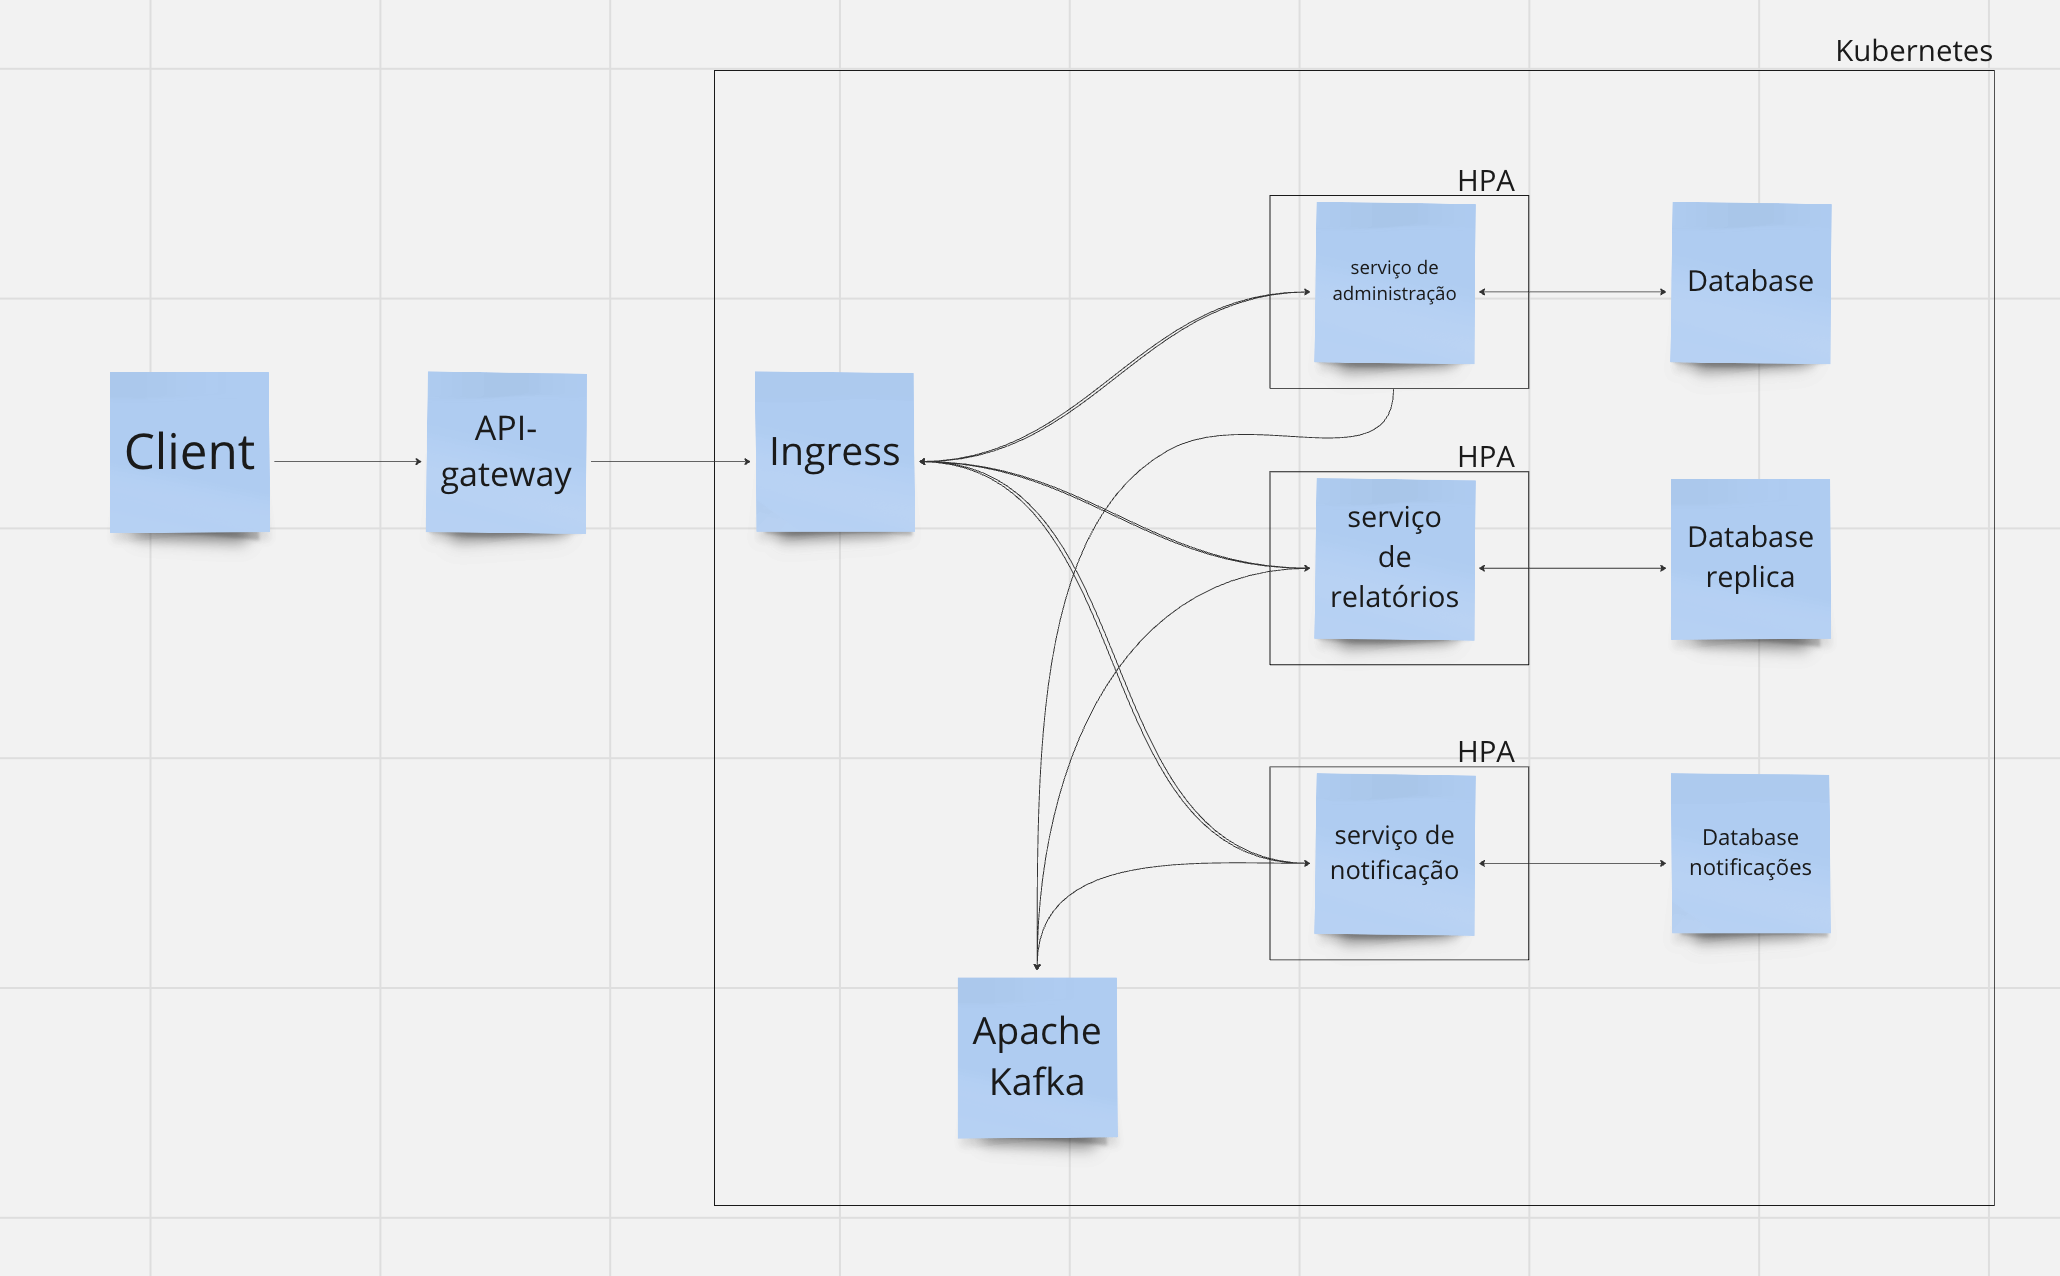 Kubernetes
HPA
serviço de
administração
Database
Client
API-
gateway
Ingress
HPA
serviço
de
relatórios
Database
replica
HPA
serviço de
notificação
Database
notificações
Apache
Kafka